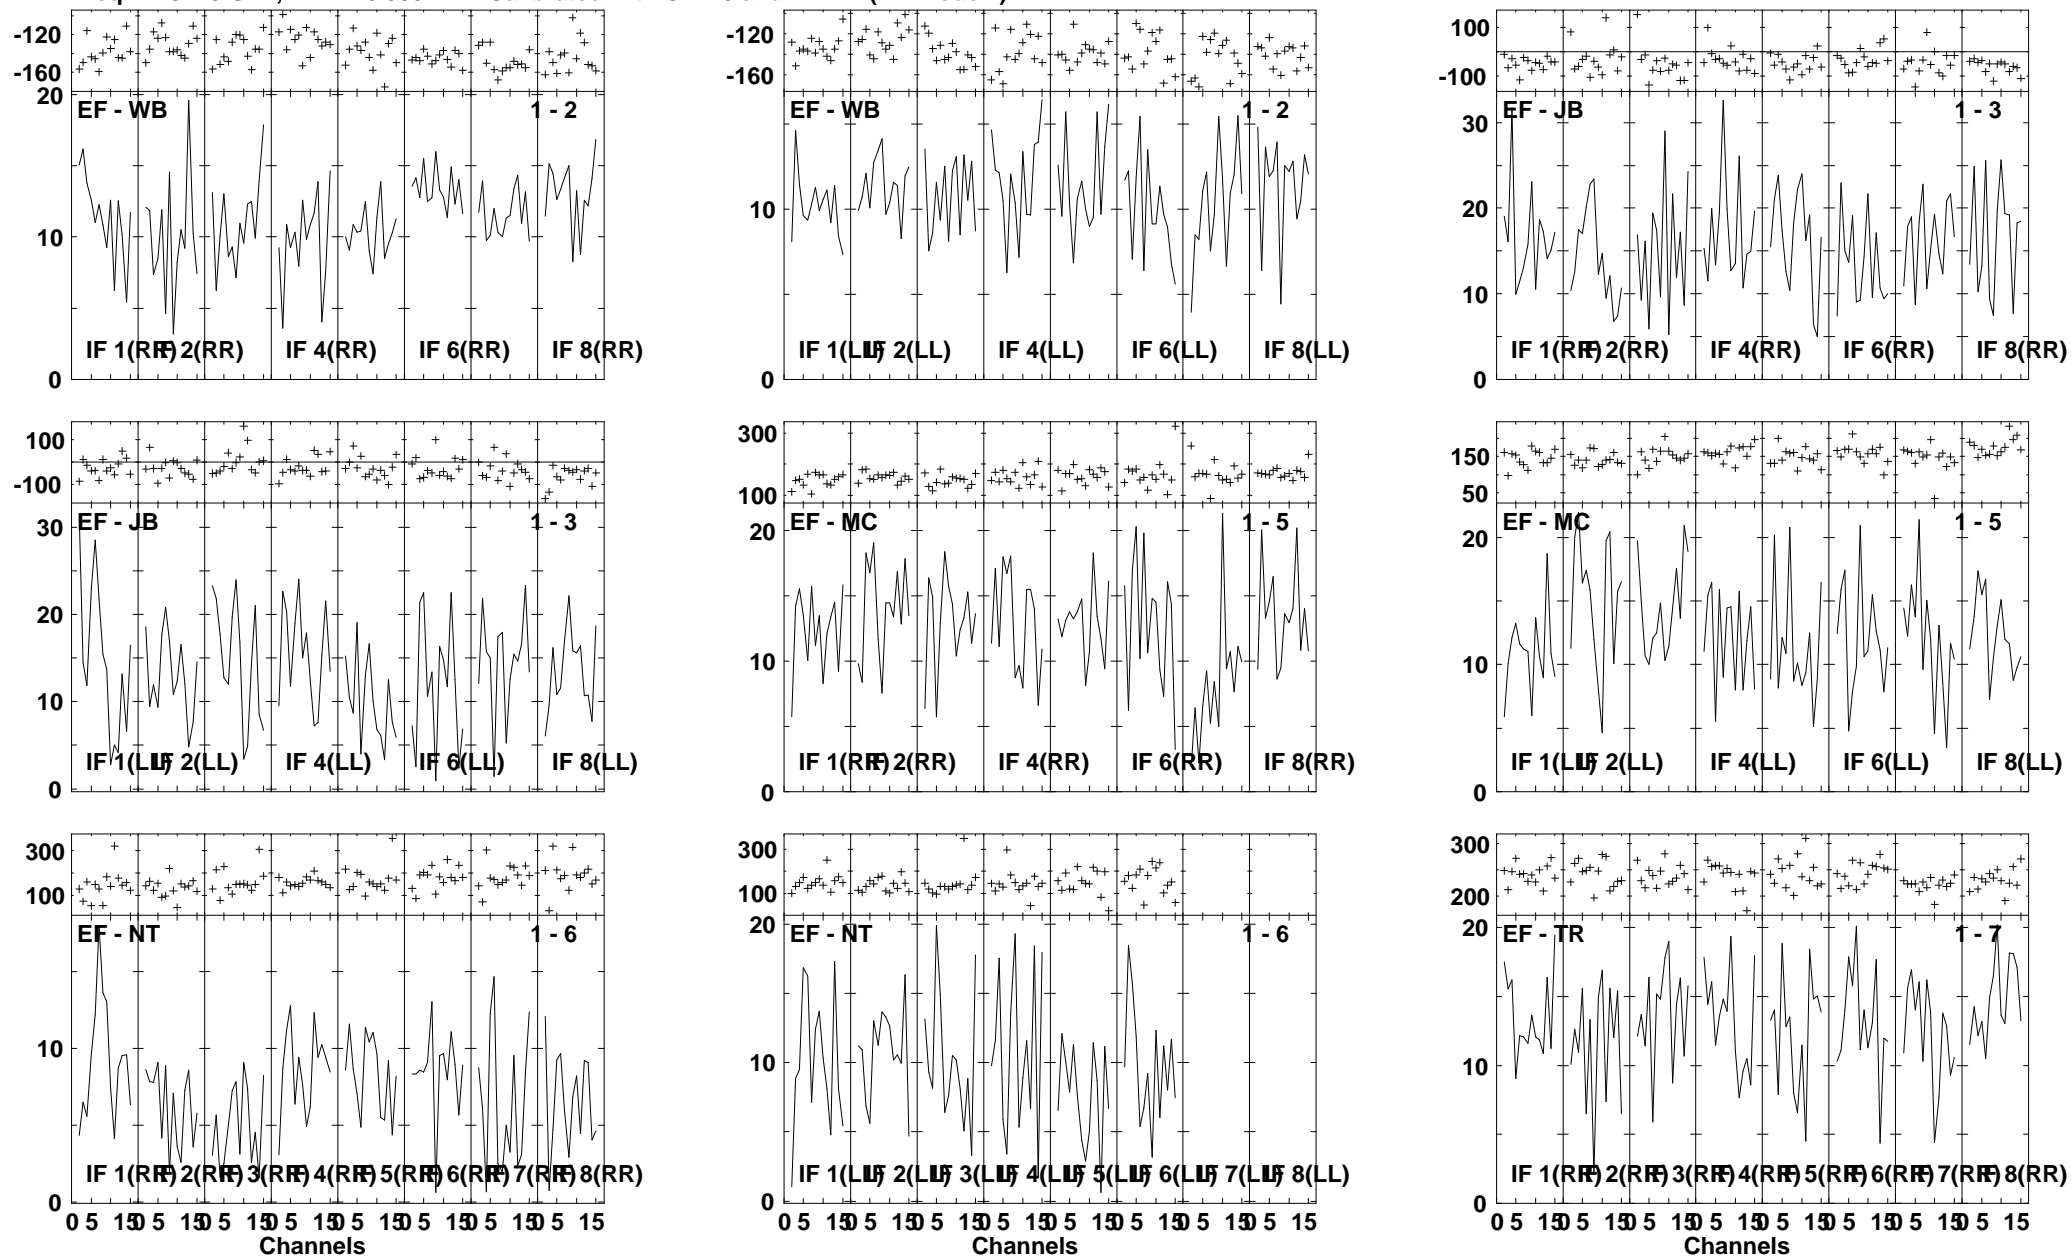 -120
-160
20
10
0
EF - WB 1 - 2
IF 1(RR) IF 2(RR) IF 4(RR) IF 6(RR) IF 8(RR)
-120
-160
10
0
EF - WB 1 - 2
IF 1(LL) IF 2(LL) IF 4(LL) IF 6(LL) IF 8(LL)
100
-100
30
20
10
0
EF - JB 1 - 3
IF 1(RR) IF 2(RR) IF 4(RR) IF 6(RR) IF 8(RR)
100
-100
30
20
10
0
EF - JB 1 - 3
IF 1(LL) IF 2(LL) IF 4(LL) IF 6(LL) IF 8(LL)
300
100
20
10
0
EF - MC 1 - 5
IF 1(RR) IF 2(RR) IF 4(RR) IF 6(RR) IF 8(RR)
150
50
20
10
0
EF - MC 1 - 5
IF 1(LL) IF 2(LL) IF 4(LL) IF 6(LL) IF 8(LL)
300
100
10
0
EF - NT 1 - 6
IF 1(RR) IF 2(RR) IF 3(RR) IF 4(RR) IF 5(RR) IF 6(RR) IF 7(RR) IF 8(RR)
0 5 15 0 5 15 0 5 15 0 5 15 0 5 15 0 5 15 0 5 15 0 5 15
Channels
300
100
20
10
0
EF - NT 1 - 6
IF 1(LL) IF 2(LL) IF 3(LL) IF 4(LL) IF 5(LL) IF 6(LL) IF 7(LL) IF 8(LL)
0 5 15 0 5 15 0 5 15 0 5 15 0 5 15 0 5 15 0 5 15 0 5 15
Channels
300
200
20
10
0
EF - TR 1 - 7
IF 1(RR) IF 2(RR) IF 3(RR) IF 4(RR) IF 5(RR) IF 6(RR) IF 7(RR) IF 8(RR)
0 5 15 0 5 15 0 5 15 0 5 15 0 5 15 0 5 15 0 5 15 0 5 15
Channels